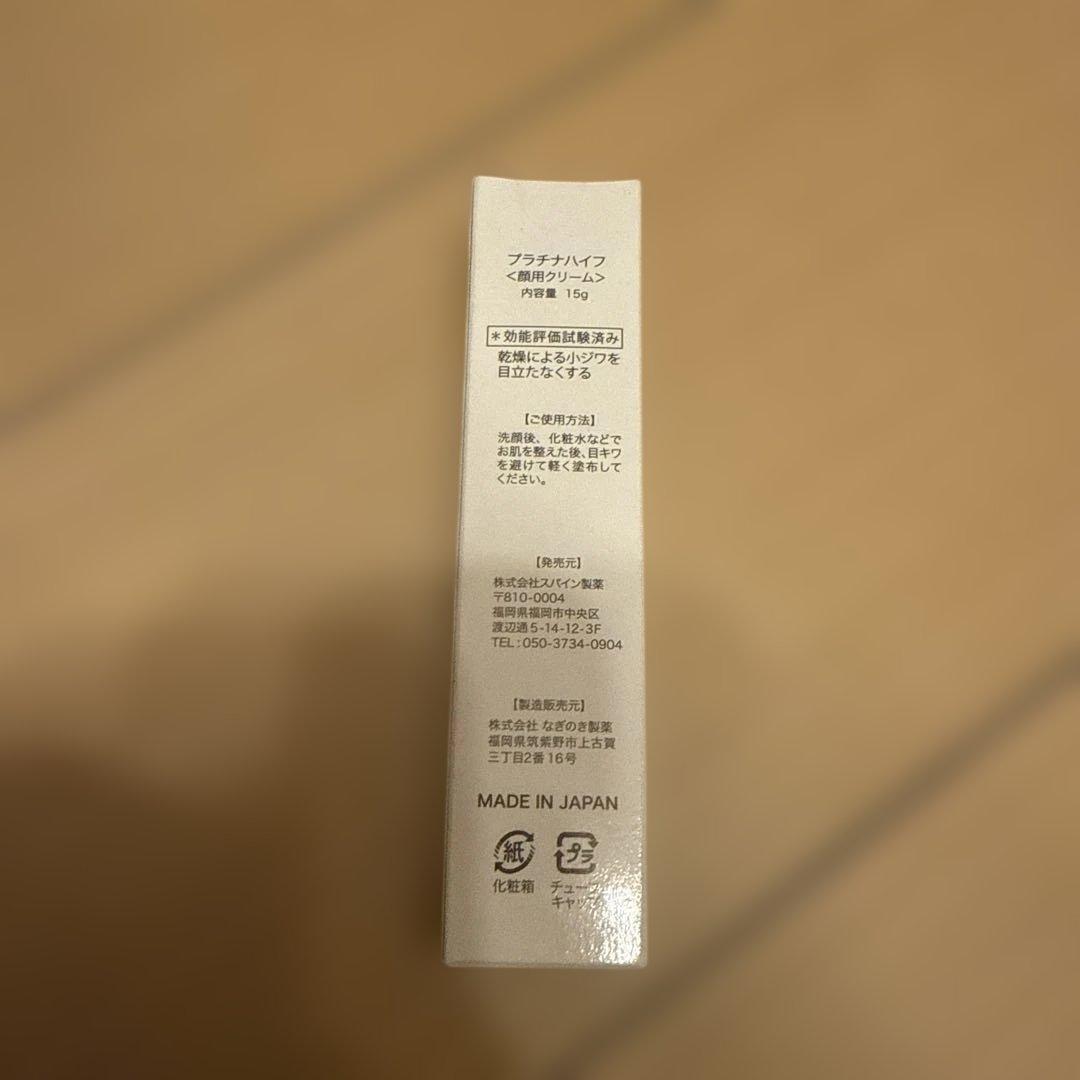 プラチナハイフ
<顔用クリーム>
内容量 15g
＊効能評価試験済み
乾燥による小ジワを
目立たなくする
【ご使用方法】
洗顔後、化粧水などで
お肌を整えた後、目キワ
を避けて軽く塗布して
ください。
【発売元】
株式会社スパイン製薬
〒810-0004
福岡県福岡市中央区
渡辺通5-14-12-3F
TEL:050-3734-0904
【製造販売元】
株式会社 なぎのき製薬
福岡県筑紫野市上古賀
三丁目2番16号
MADE IN JAPAN
紙 プラ
化粧箱